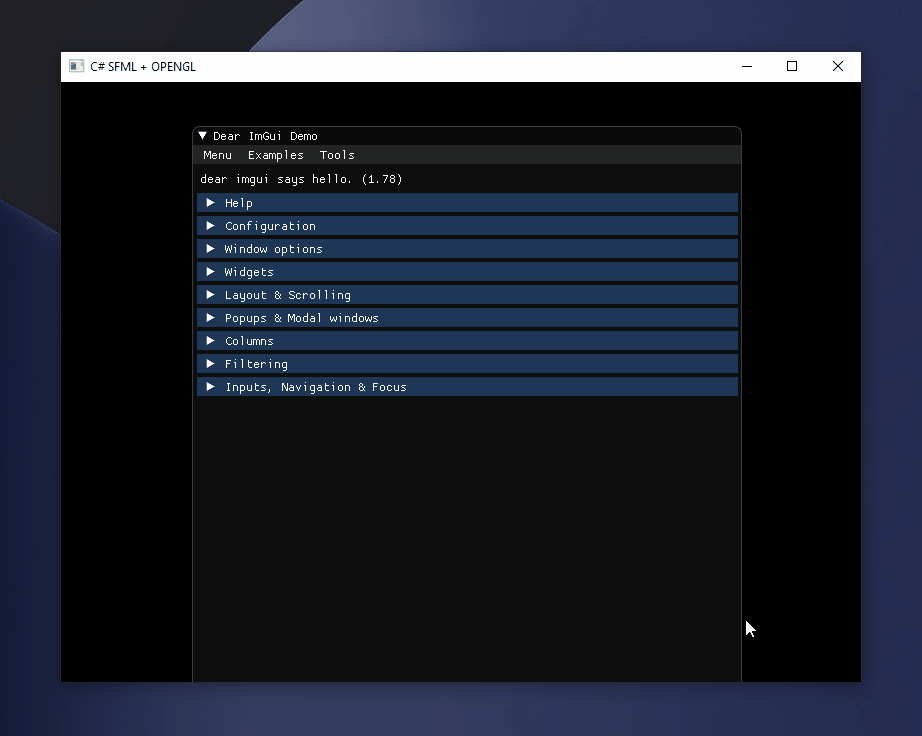 C# SFML + OPENGL
Dear ImGui Demo
Menu Examples Tools
dear imgui says hello. (1.78)
Help
Configuration
Window options
Widgets
Layout & Scrolling
Popups & Modal windows
Columns
Filtering
Inputs, Navigation & Focus